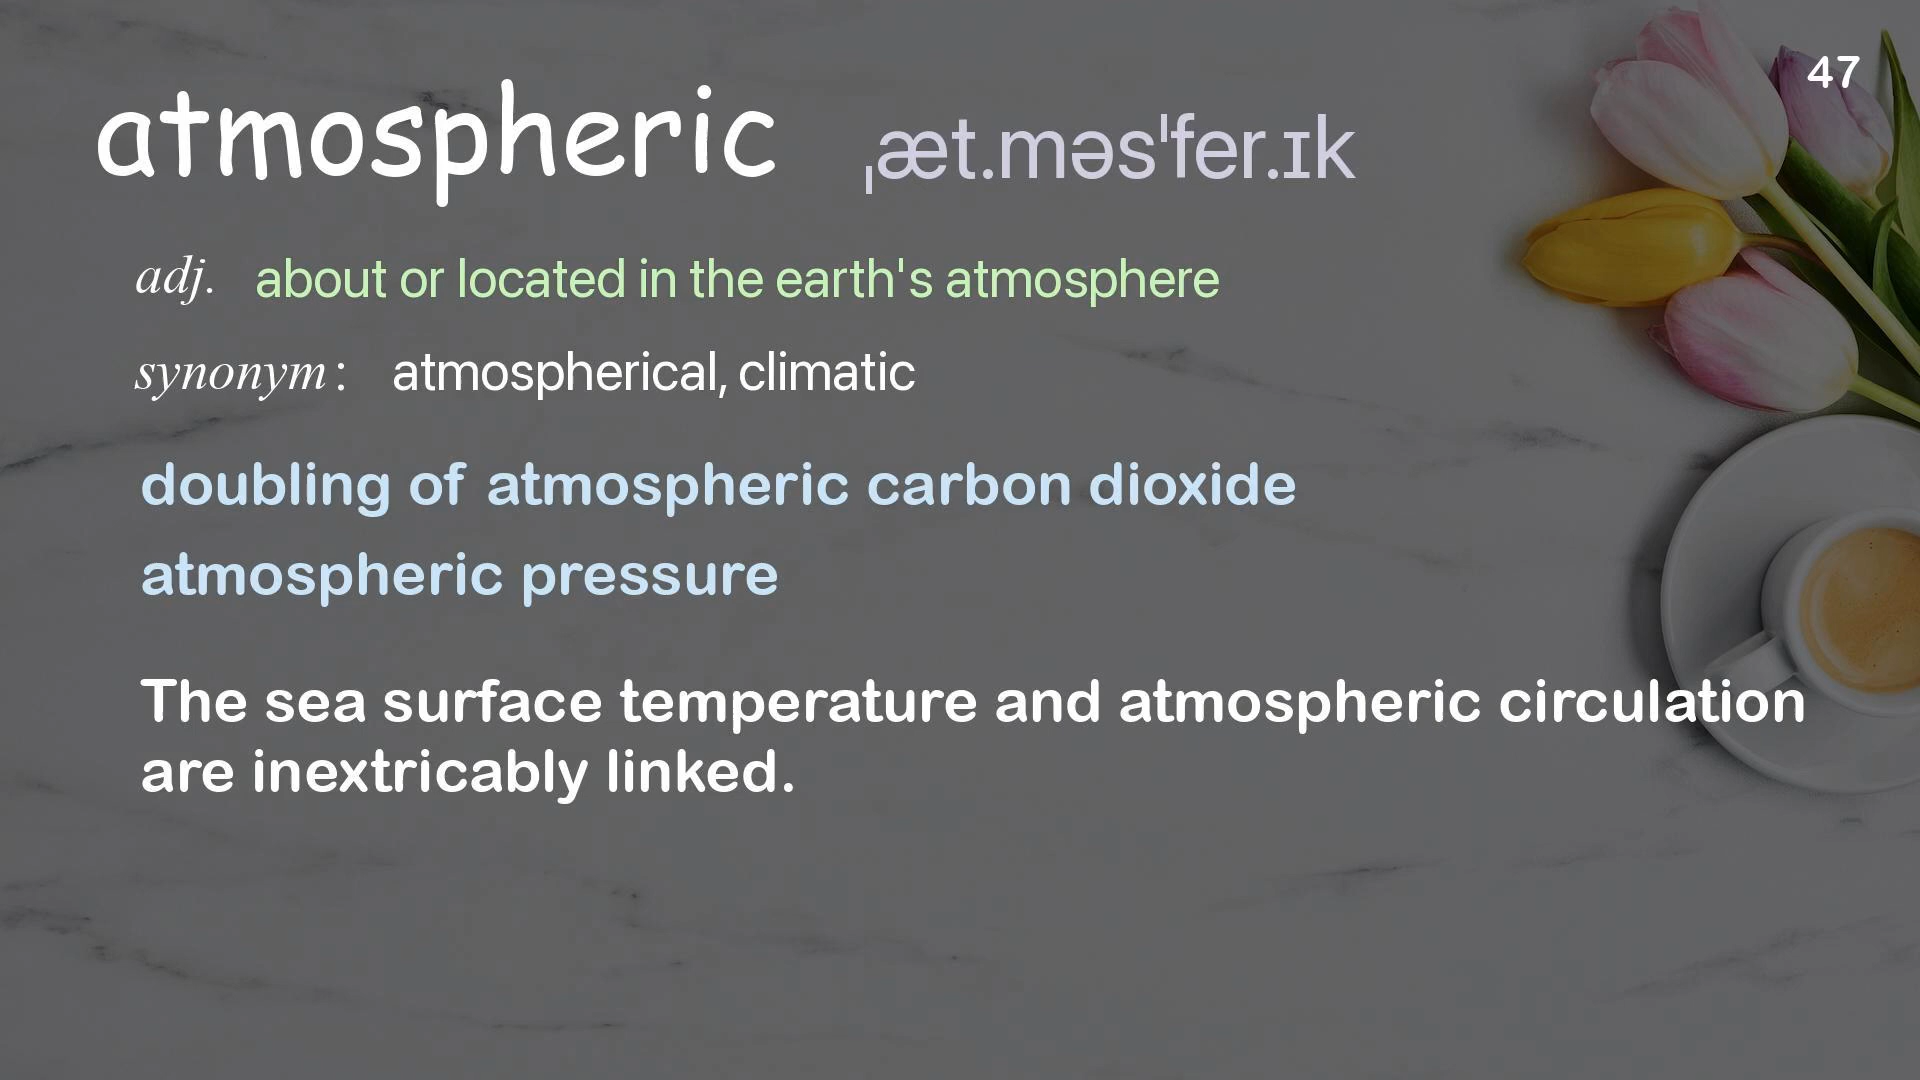 47
atmospheric ˌæt.məsˈfer.ɪk
adj. about or located in the earth's atmosphere
synonym: atmospherical, climatic
doubling of atmospheric carbon dioxide
atmospheric pressure
The sea surface temperature and atmospheric circulation
are inextricably linked.